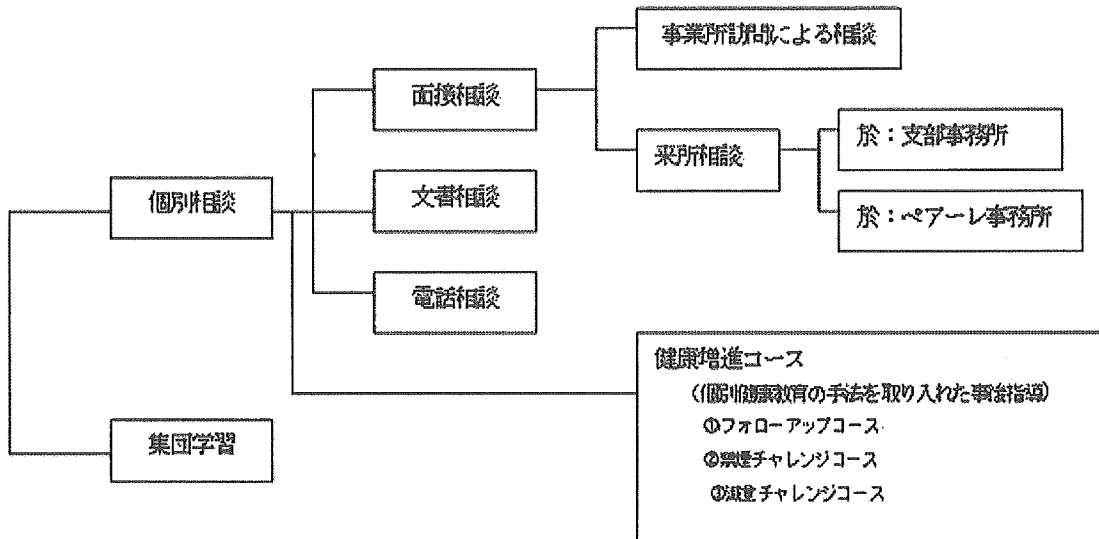 事業所訪問による相談
面接相談
来所相談
於：支部事務所
於：ペアーレ事務所
個別相談
文書相談
電話相談
集団学習
健康増進コース
（個別健康教育の手法を取り入れた事後指導）
①フォローアップコース
②禁煙チャレンジコース
③減量チャレンジコース